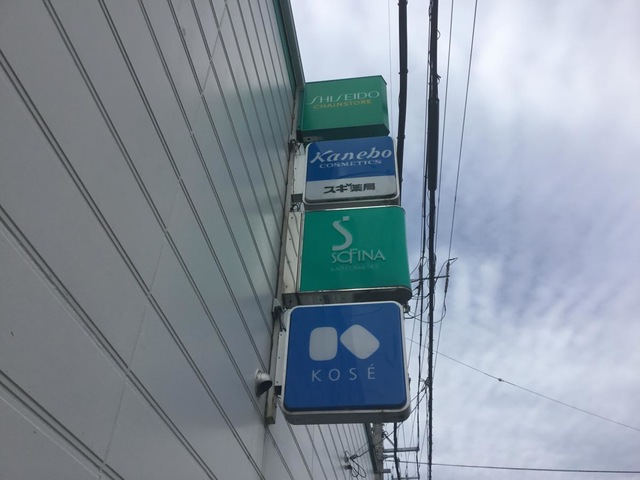 SHISEIDO
CHAINSTORE
Kanebo
COSMETICS
スギ薬局
SOFINA
KOSÉ